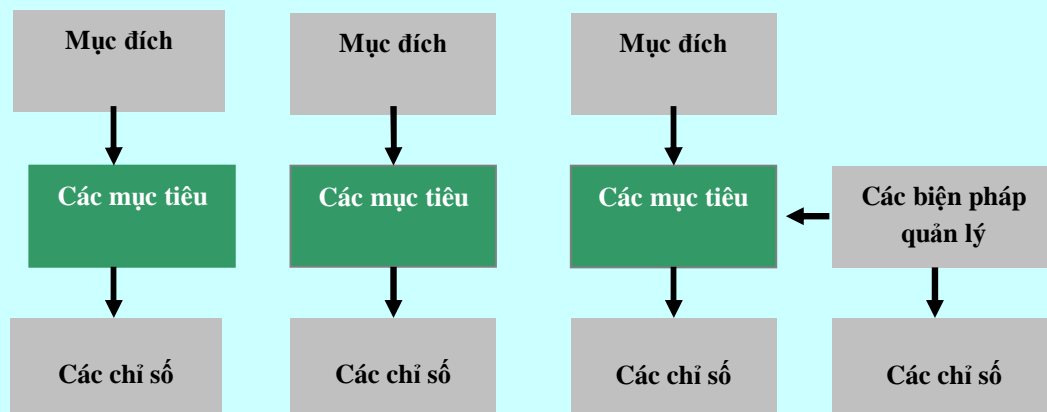 Mục đích
Mục đích
Mục đích
Các mục tiêu
Các mục tiêu
Các mục tiêu
Các biện pháp
quản lý
Các chỉ số
Các chỉ số
Các chỉ số
Các chỉ số